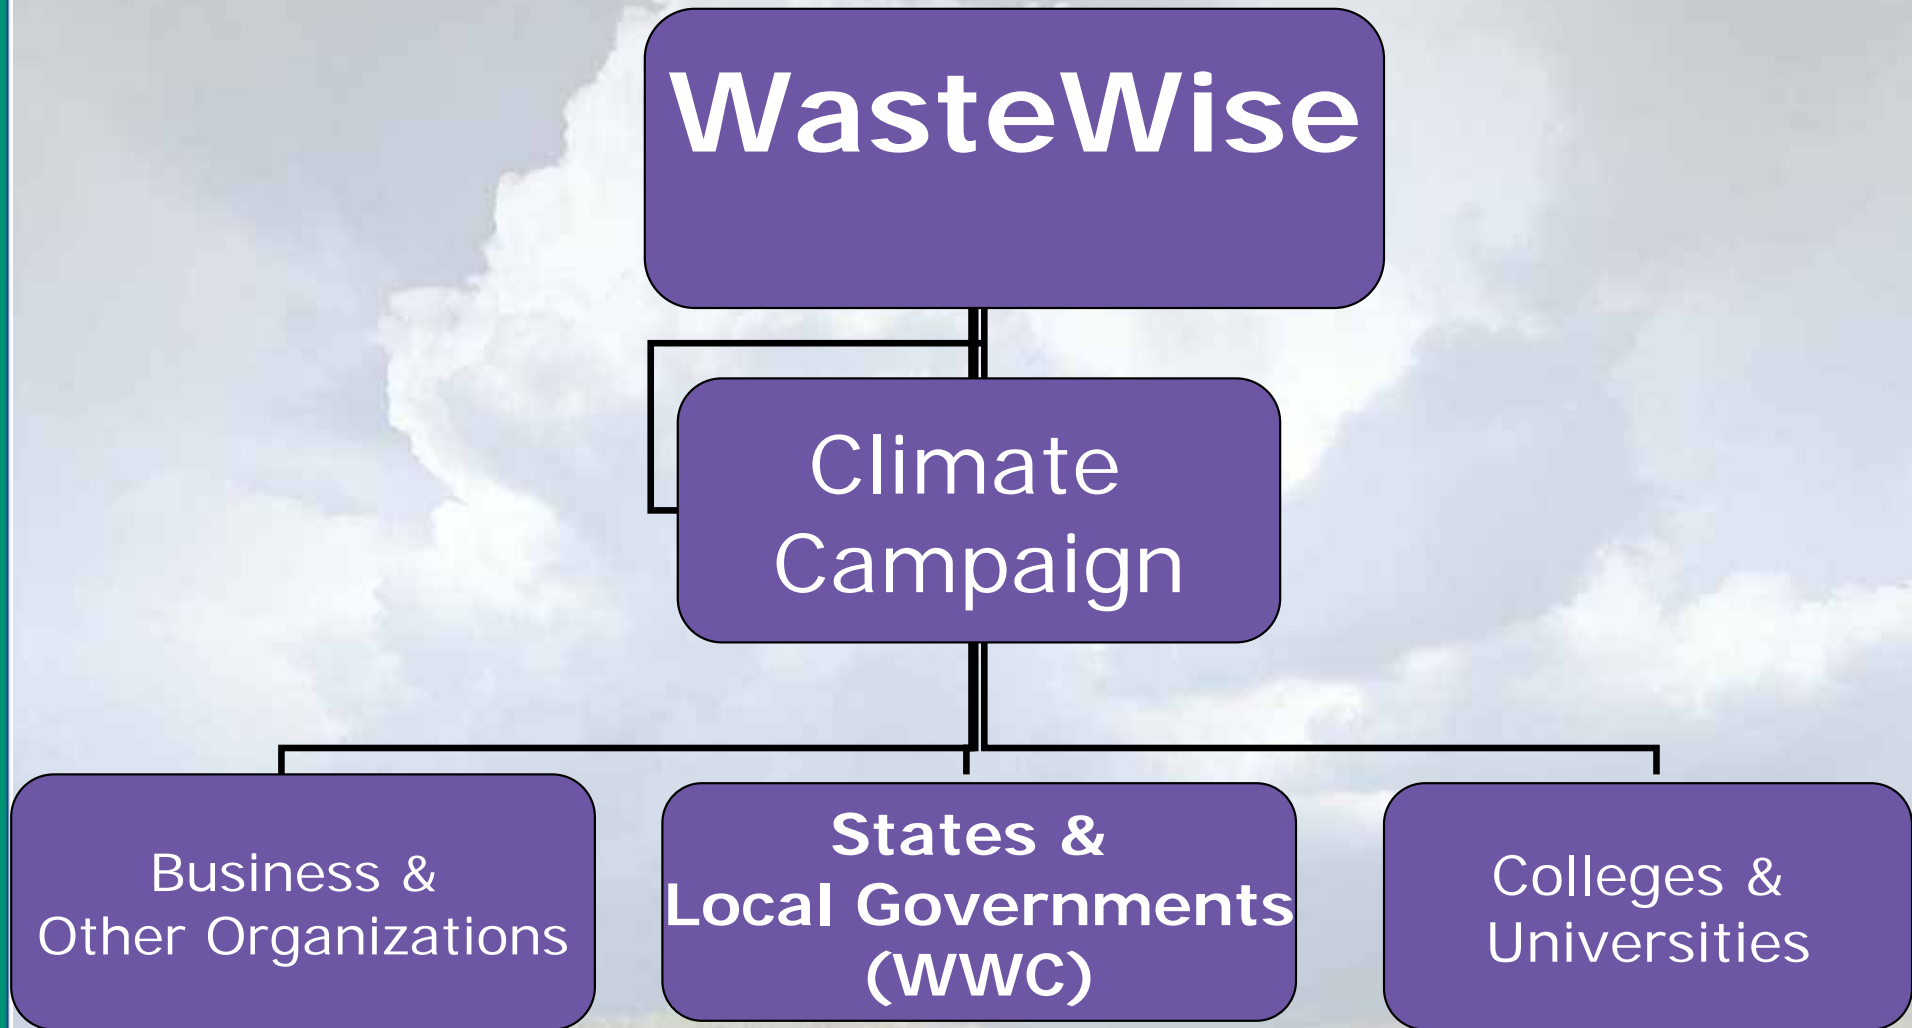 WasteWise
Climate
Campaign
Business &
Other Organizations
States &
Local Governments
(WWC)
Colleges &
Universities